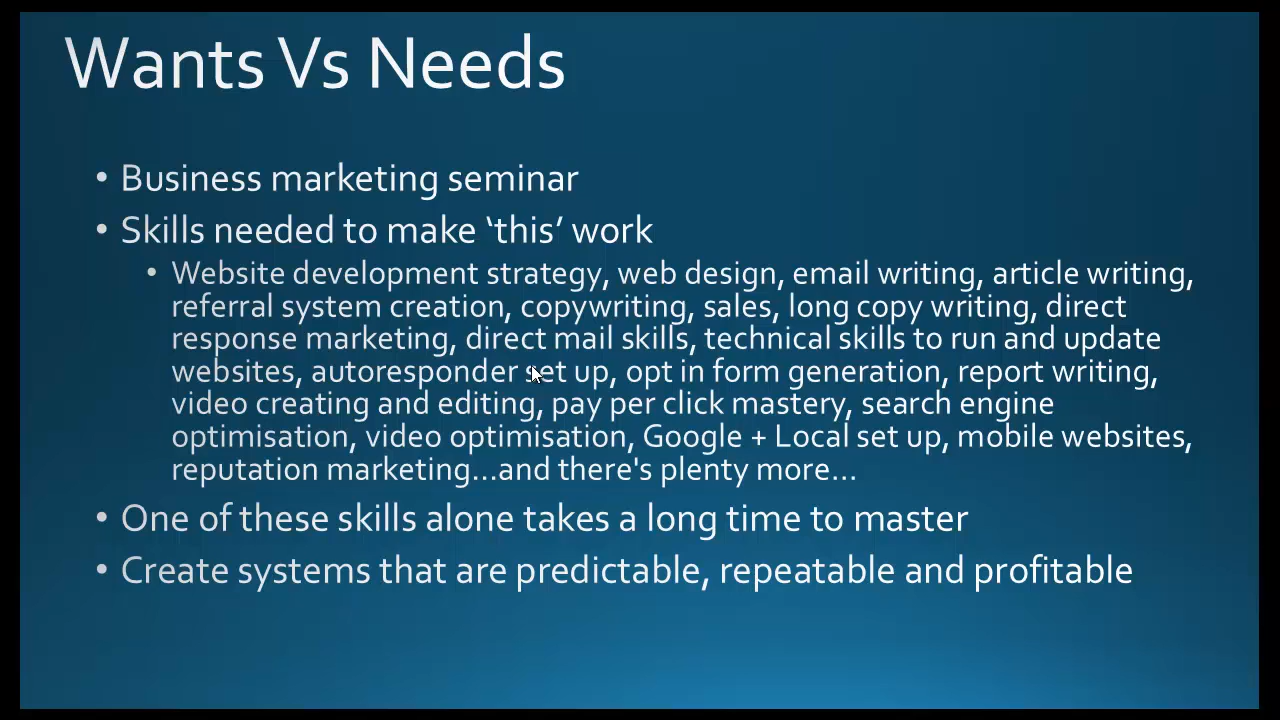 Wants Vs Needs
• Business marketing seminar
• Skills needed to make ‘this’ work
• Website development strategy, web design, email writing, article writing,
referral system creation, copywriting, sales, long copy writing, direct
response marketing, direct mail skills, technical skills to run and update
websites, autoresponder set up, opt in form generation, report writing,
video creating and editing, pay per click mastery, search engine
optimisation, video optimisation, Google + Local set up, mobile websites,
reputation marketing…and there's plenty more…
• One of these skills alone takes a long time to master
• Create systems that are predictable, repeatable and profitable